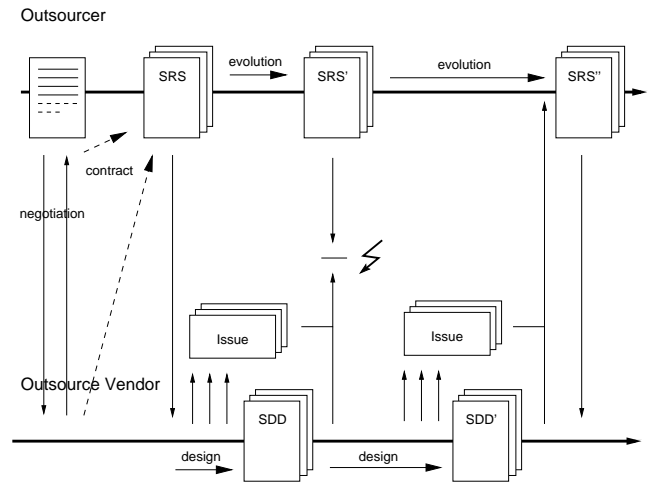 Outsourcer
SRS
evolution
SRS'
evolution
SRS''
contract
negotiation
Issue
Issue
Outsource Vendor
SDD
SDD'
design
design